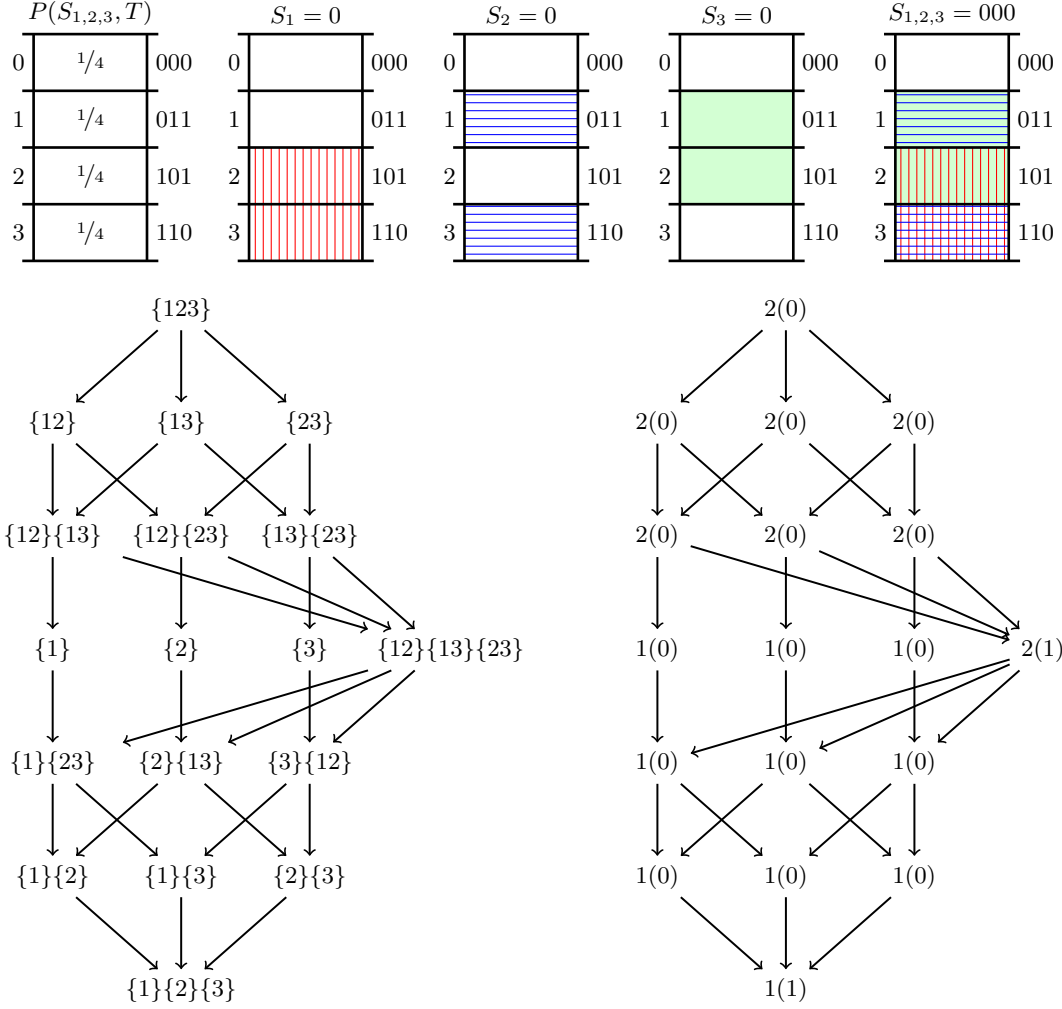 P(S₁,₂,₃, T) S₁ = 0 S₂ = 0 S₃ = 0 S₁,₂,₃ = 000
0 1/4 000 0 000 0 000 0 000 0 000
1 1/4 011 1 011 1 011 1 011 1 011
2 1/4 101 2 101 2 101 2 101 2 101
3 1/4 110 3 110 3 110 3 110 3 110
{123} 2(0)
{12} {13} {23} 2(0) 2(0) 2(0)
{12}{13} {12}{23} {13}{23} 2(0) 2(0) 2(0)
{1} {2} {3} {12}{13}{23} 1(0) 1(0) 1(0) 2(1)
{1}{23} {2}{13} {3}{12} 1(0) 1(0) 1(0)
{1}{2} {1}{3} {2}{3} 1(0) 1(0) 1(0)
{1}{2}{3} 1(1)